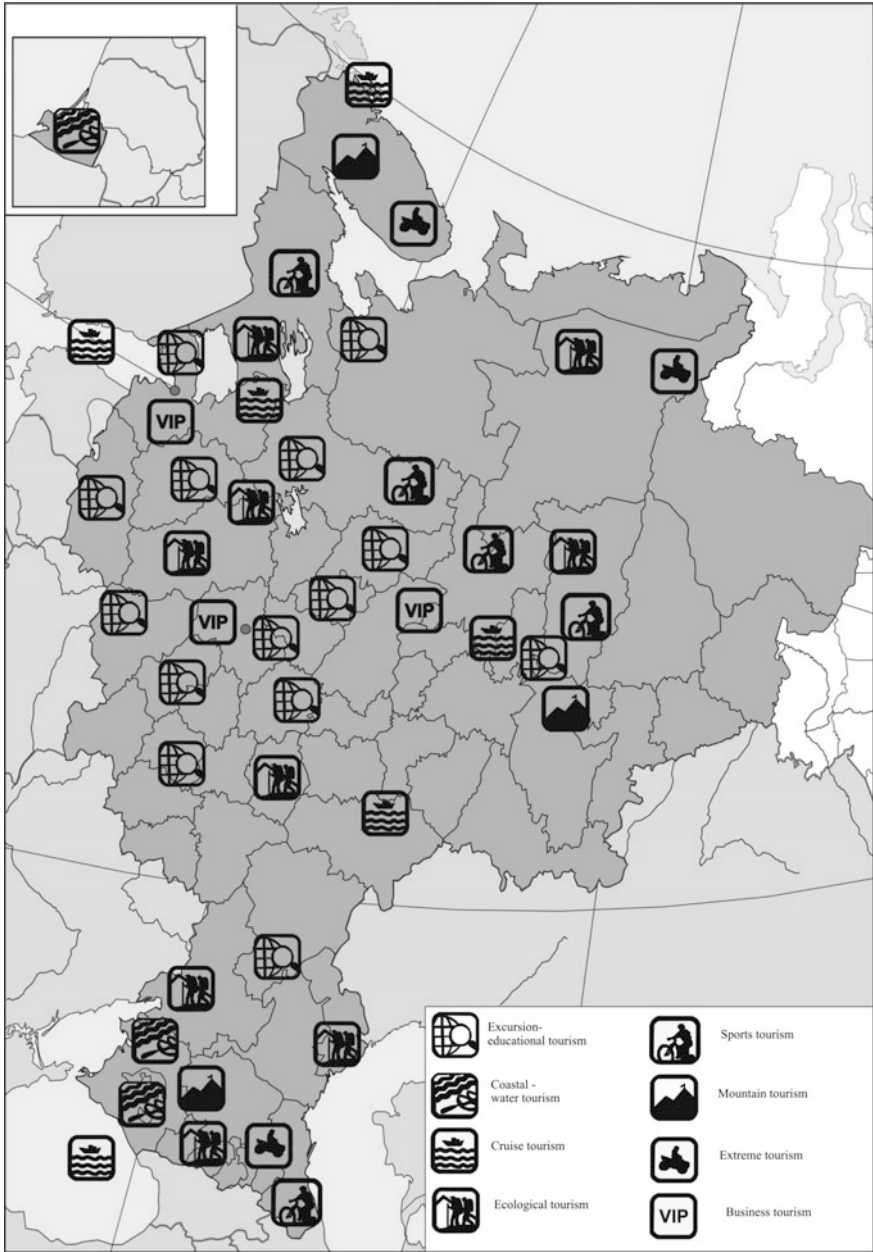 VIP
VIP
VIP
Excursion-
educational tourism
Sports tourism
Coastal -
water tourism
Mountain tourism
Cruise tourism
Extreme tourism
Ecological tourism
VIP
Business tourism